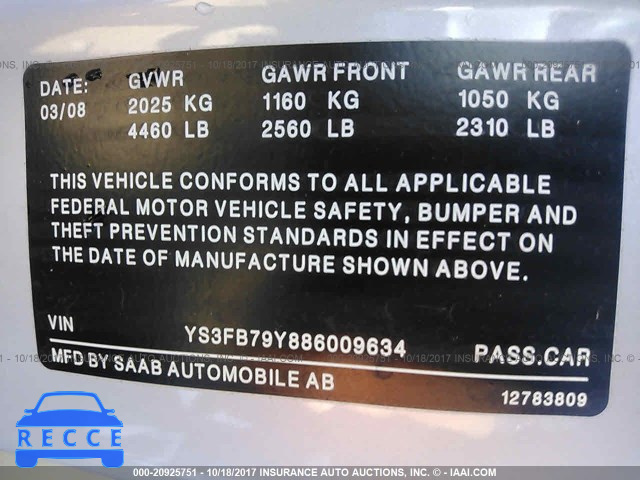 DATE: GVWR GAWR FRONT GAWR REAR
03/08 2025 KG 1160 KG 1050 KG
4460 LB 2560 LB 2310 LB
THIS VEHICLE CONFORMS TO ALL APPLICABLE
FEDERAL MOTOR VEHICLE SAFETY, BUMPER AND
THEFT PREVENTION STANDARDS IN EFFECT ON
THE DATE OF MANUFACTURE SHOWN ABOVE.
VIN YS3FB79Y886009634 PASS.CAR
MFD BY SAAB AUTOMOBILE AB
12783809
RECCE
000-20925751 - 10/18/2017 INSURANCE AUTO AUCTIONS, INC. - © - IAAI.COM